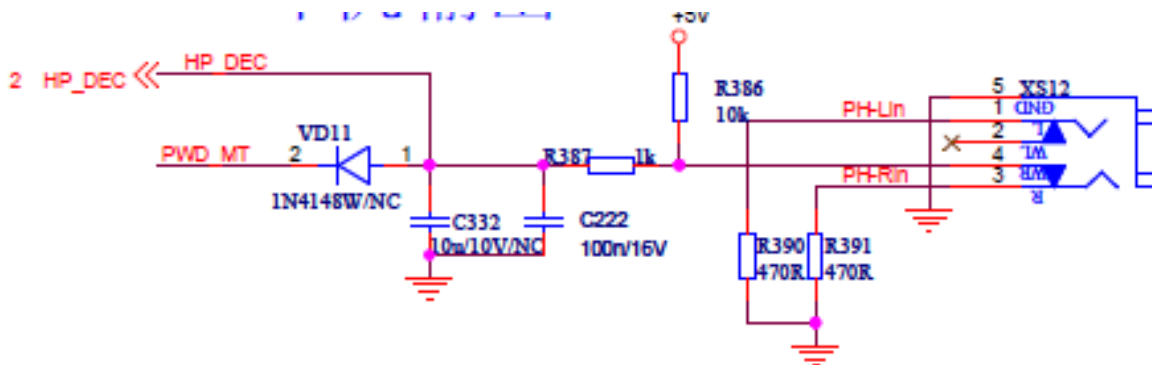 +5V
2 HP_DEC HP_DEC
R386
10k
5 XS12
1 GND
PH-Lin
L
2
WL
VD11
PWD_MT 2 1
R387 1k
4
WR
PH-Rin 3
R
1N4148W/NC
C332
10u/10V/NC
C222
100n/16V
R390 R391
470R 470R